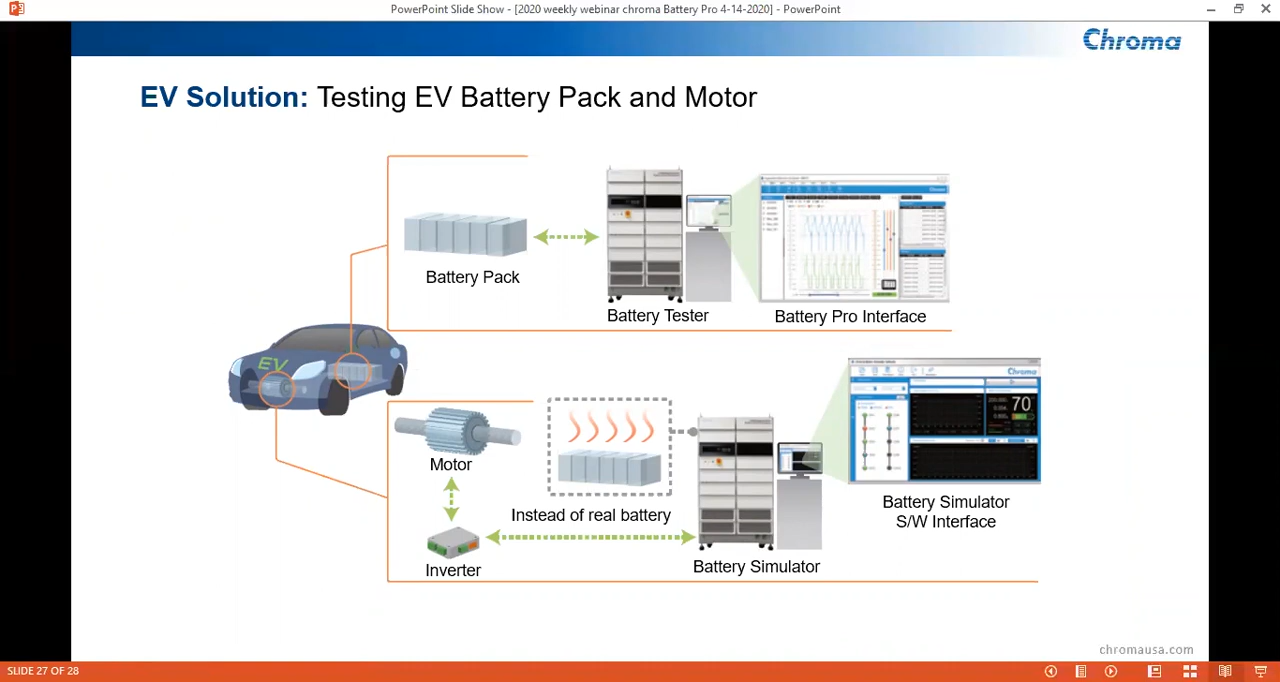 PowerPoint Slide Show - [2020 weekly webinar chroma Battery Pro 4-14-2020] - PowerPoint
Chroma
EV Solution: Testing EV Battery Pack and Motor
Battery Pack
Battery Tester
Chroma
Battery Pro Interface
EV
Motor
Instead of real battery
Inverter
Battery Simulator
Chroma
70
Battery Simulator
S/W Interface
chromausa.com
SLIDE 27 OF 28